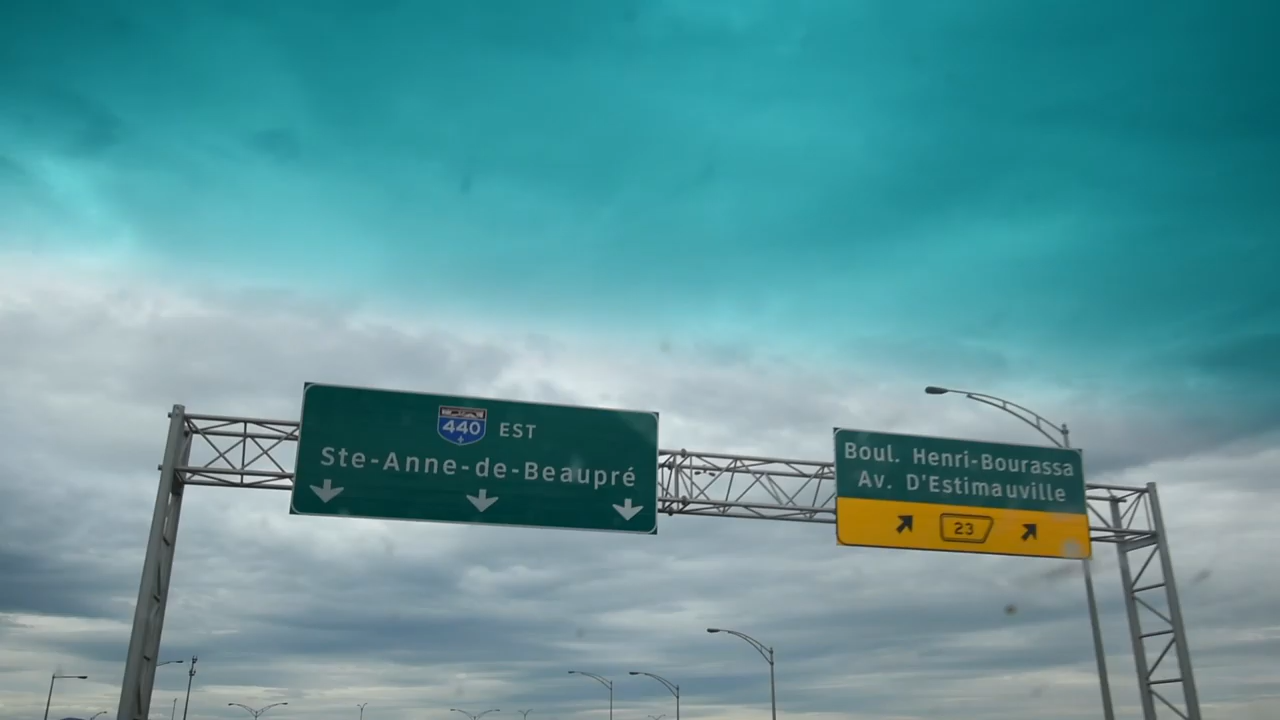 440 EST
Ste-Anne-de-Beaupré
Boul. Henri-Bourassa
Av. D'Estimauville
23